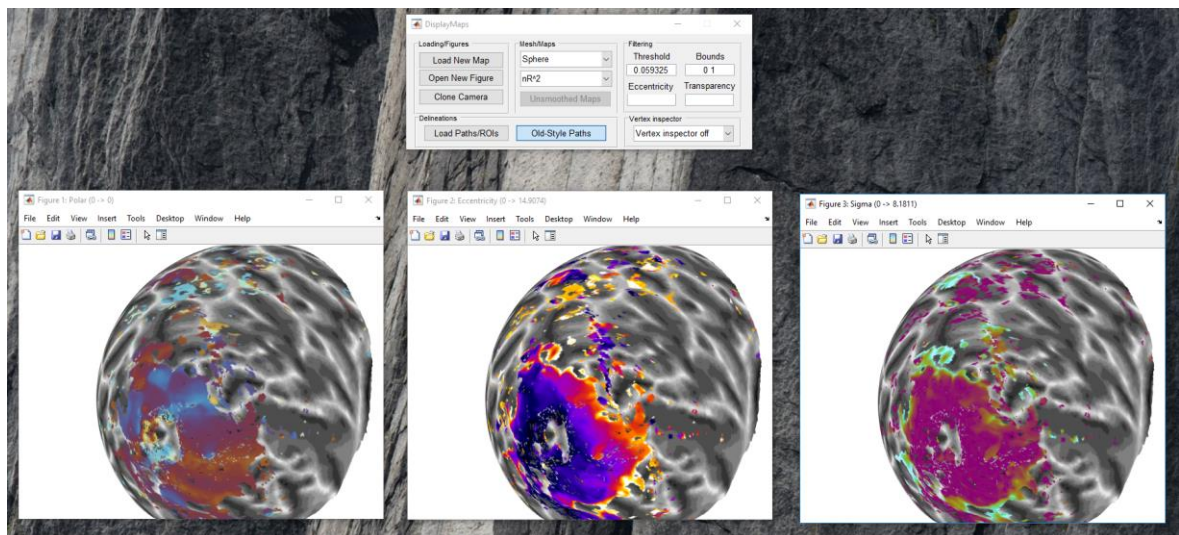 DisplayMaps
Loading/Figures
Load New Map
Open New Figure
Clone Camera
Mesh/Maps
Sphere
nR^2
Unsmoothed Maps
Filtering
Threshold Bounds
0.059325 0 1
Eccentricity Transparency
Delineations
Load Paths/ROIs Old-Style Paths
Vertex inspector
Vertex inspector off
Figure 1: Polar (0 -> 0)
File Edit View Insert Tools Desktop Window Help
Figure 2: Eccentricity (0 -> 14.9074)
File Edit View Insert Tools Desktop Window Help
Figure 3: Sigma (0 -> 8.1811)
File Edit View Insert Tools Desktop Window Help